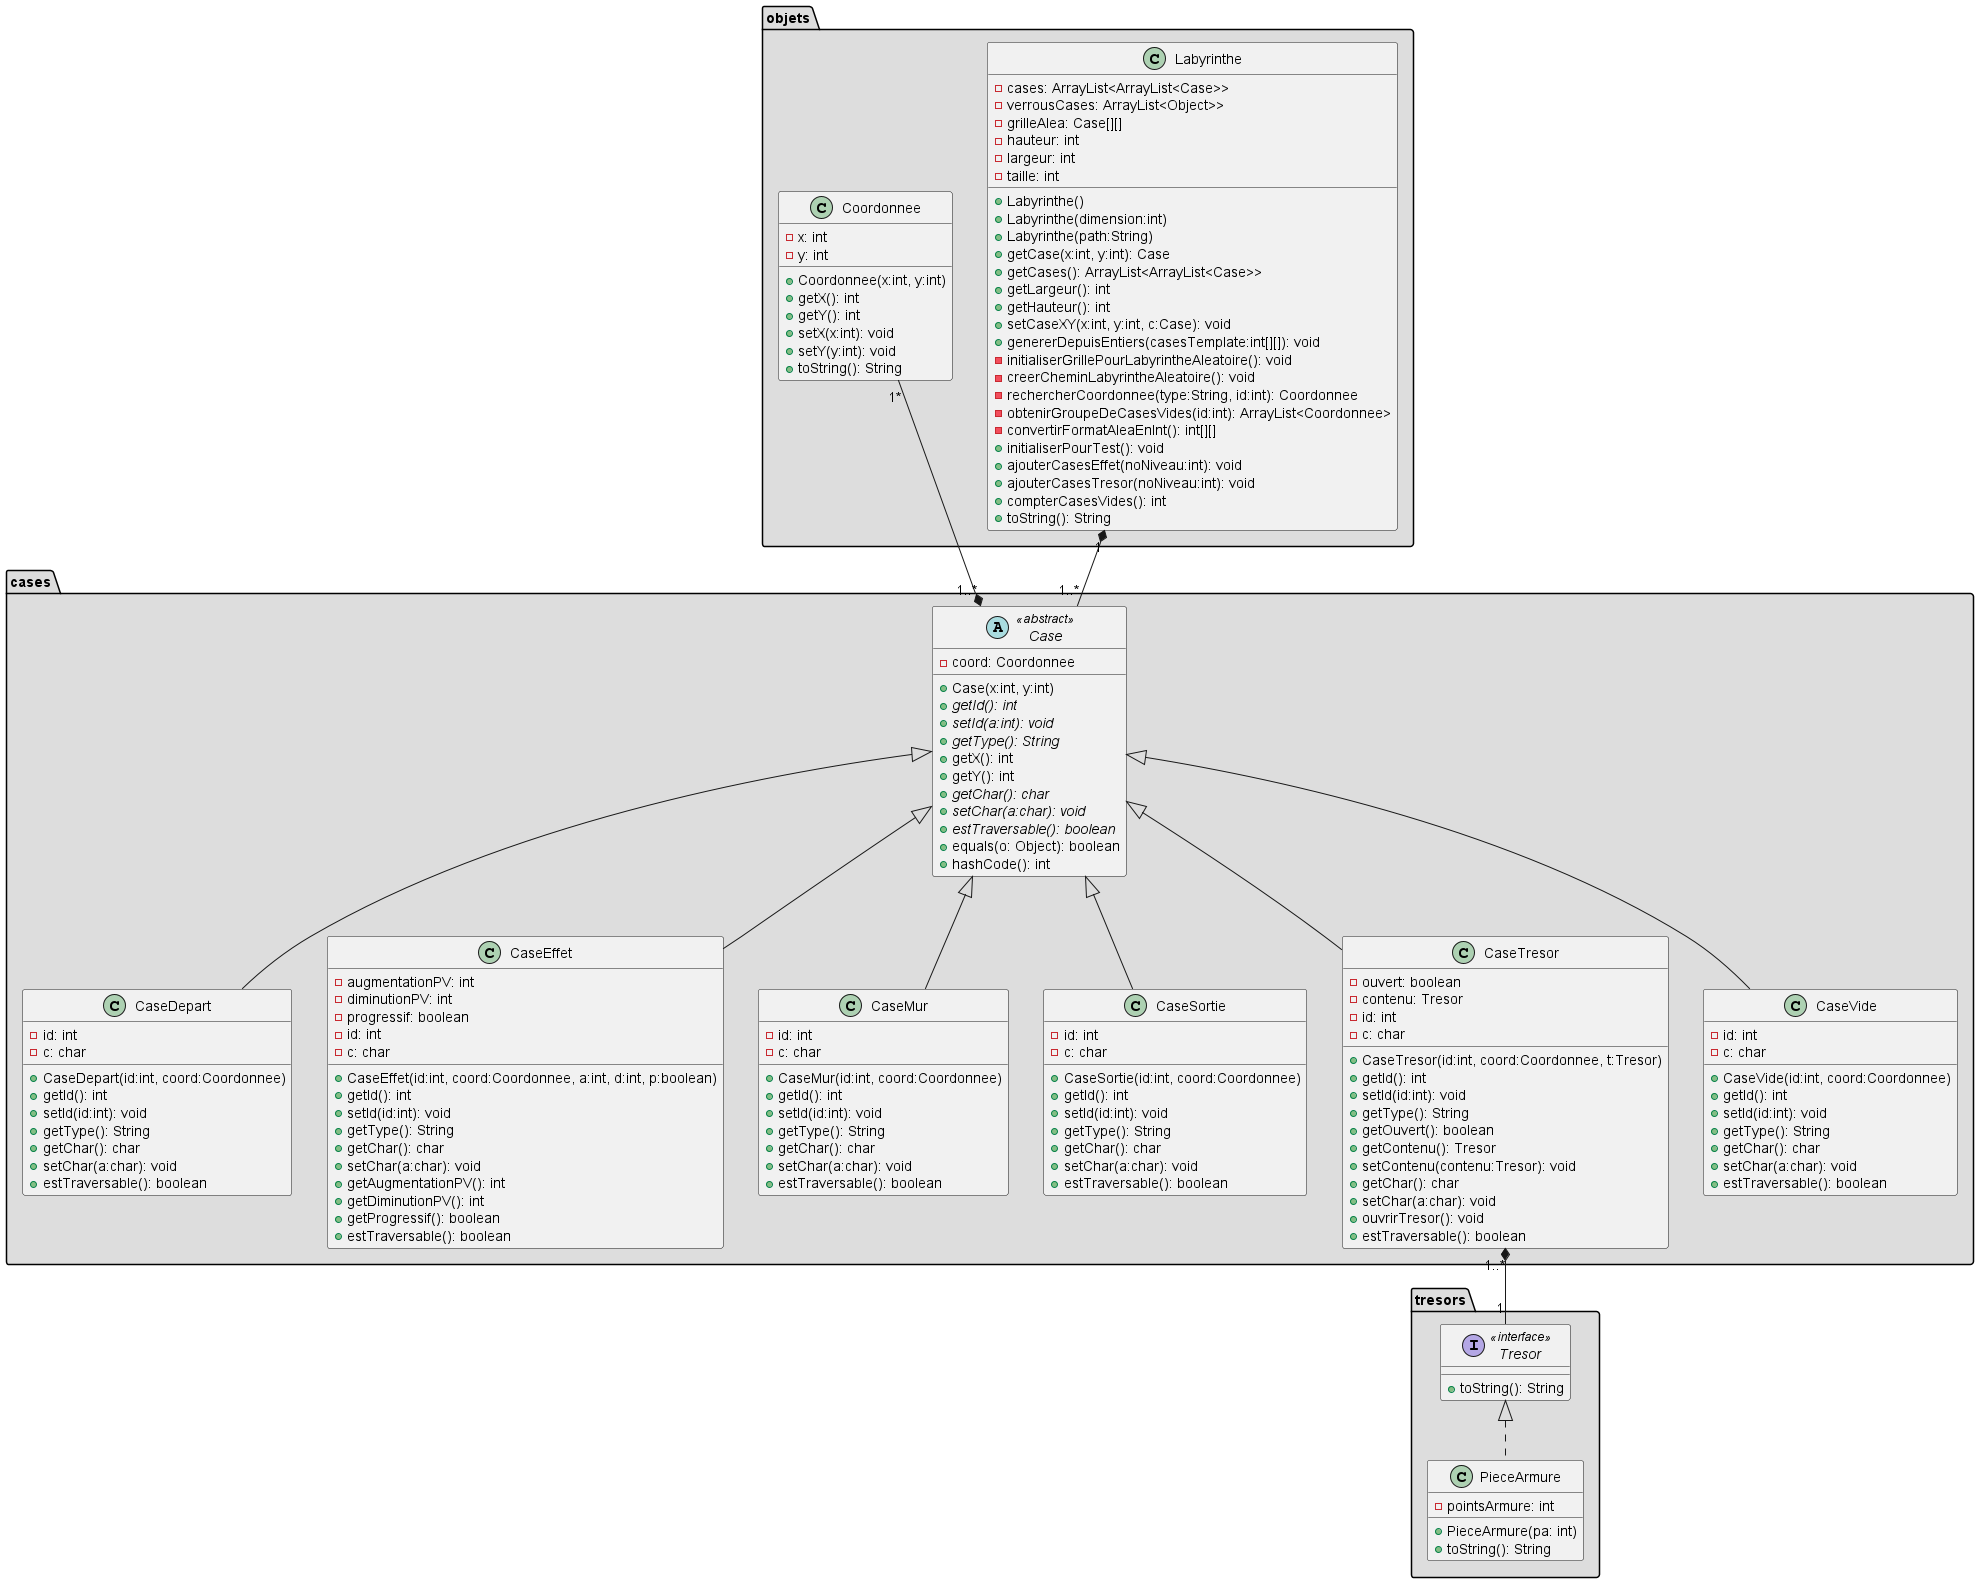 objets
C Labyrinthe
cases: ArrayList<ArrayList<Case>>
verrousCases: ArrayList<Object>>
grilleAlea: Case[][]
hauteur: int
largeur: int
taille: int
Labyrinthe()
Labyrinthe(dimension:int)
Labyrinthe(path:String)
getCase(x:int, y:int): Case
getCases(): ArrayList<ArrayList<Case>>
getLargeur(): int
getHauteur(): int
setCaseXY(x:int, y:int, c:Case): void
genererDepuisEntiers(casesTemplate:int[][]): void
initialiserGrillePourLabyrintheAleatoire(): void
creerCheminLabyrintheAleatoire(): void
rechercherCoordonnee(type:String, id:int): Coordonnee
obtenirGroupeDeCasesVides(id:int): ArrayList<Coordonnee>
convertirFormatAleaEnInt(): int[][]
initialiserPourTest(): void
ajouterCasesEffet(noNiveau:int): void
ajouterCasesTresor(noNiveau:int): void
compterCasesVides(): int
toString(): String
C Coordonnee
x: int
y: int
Coordonnee(x:int, y:int)
getX(): int
getY(): int
setX(x:int): void
setY(y:int): void
toString(): String
1*
1
1..*
1..*
cases
A «abstract»
Case
coord: Coordonnee
Case(x:int, y:int)
getId(): int
setId(a:int): void
getType(): String
getX(): int
getY(): int
getChar(): char
setChar(a:char): void
estTraversable(): boolean
equals(o: Object): boolean
hashCode(): int
C CaseDepart
id: int
c: char
CaseDepart(id:int, coord:Coordonnee)
getId(): int
setId(id:int): void
getType(): String
getChar(): char
setChar(a:char): void
estTraversable(): boolean
C CaseEffet
augmentationPV: int
diminutionPV: int
progressif: boolean
id: int
c: char
CaseEffet(id:int, coord:Coordonnee, a:int, d:int, p:boolean)
getId(): int
setId(id:int): void
getType(): String
getChar(): char
setChar(a:char): void
getAugmentationPV(): int
getDiminutionPV(): int
getProgressif(): boolean
estTraversable(): boolean
C CaseMur
id: int
c: char
CaseMur(id:int, coord:Coordonnee)
getId(): int
setId(id:int): void
getType(): String
getChar(): char
setChar(a:char): void
estTraversable(): boolean
C CaseSortie
id: int
c: char
CaseSortie(id:int, coord:Coordonnee)
getId(): int
setId(id:int): void
getType(): String
getChar(): char
setChar(a:char): void
estTraversable(): boolean
C CaseTresor
ouvert: boolean
contenu: Tresor
id: int
c: char
CaseTresor(id:int, coord:Coordonnee, t:Tresor)
getId(): int
setId(id:int): void
getType(): String
getOuvert(): boolean
getContenu(): Tresor
setContenu(contenu:Tresor): void
getChar(): char
setChar(a:char): void
ouvrirTresor(): void
estTraversable(): boolean
C CaseVide
id: int
c: char
CaseVide(id:int, coord:Coordonnee)
getId(): int
setId(id:int): void
getType(): String
getChar(): char
setChar(a:char): void
estTraversable(): boolean
1..*
1
tresors
I «interface»
Tresor
toString(): String
C PieceArmure
pointsArmure: int
PieceArmure(pa: int)
toString(): String